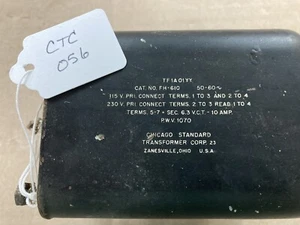 CTC
056
TF1A01YY
CAT. NO. FH-610 50-60~
115 V. PRI. CONNECT TERMS. 1 TO 3 AND 2 TO 4
230 V. PRI. CONNECT TERMS. 2 TO 3 READ 1 TO 4
TERMS. 5-7 = SEC. 6.3 V.CT.-10 AMP.
P.W.V. 1070
CHICAGO STANDARD
TRANSFORMER CORP. 23
ZANESVILLE, OHIO U.S.A.